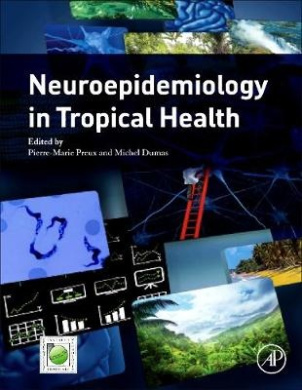 Neuroepidemiology
in Tropical Health
Edited by
Pierre-Marie Preux and Michel Dumas